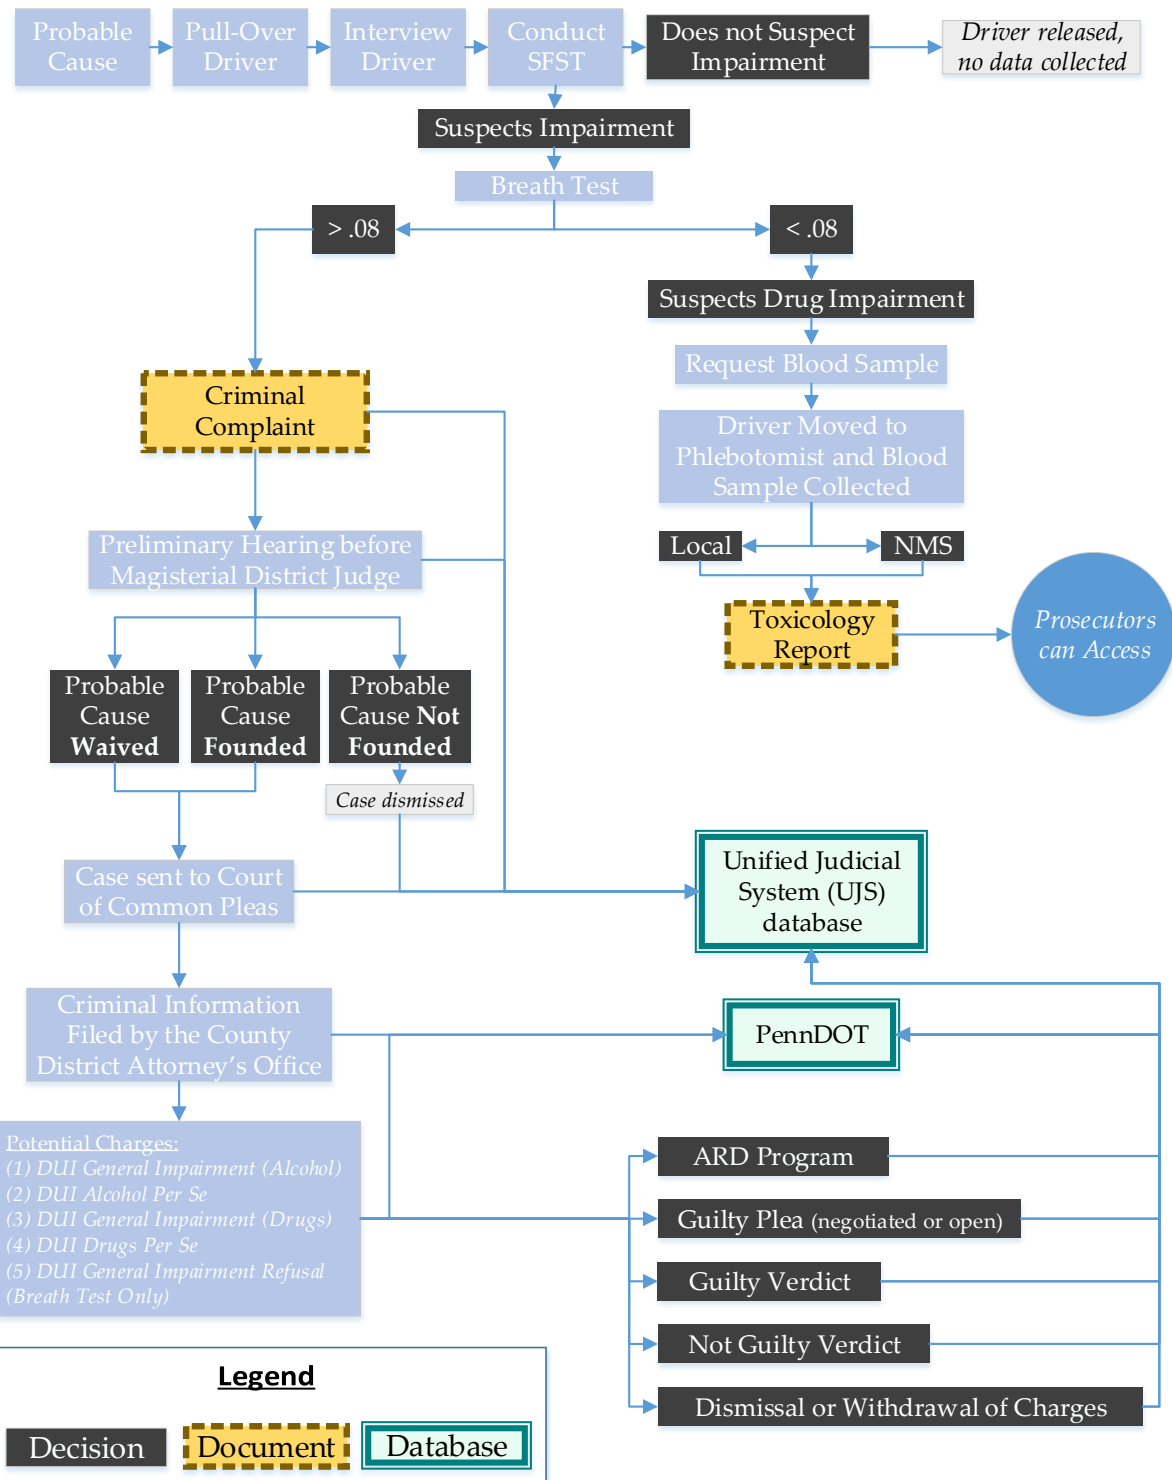 Probable
Cause
Pull-Over
Driver
Interview
Driver
Conduct
SFST
Does not Suspect
Impairment
Driver released,
no data collected
Suspects Impairment
Breath Test
> .08
< .08
Suspects Drug Impairment
Request Blood Sample
Criminal
Complaint
Driver Moved to
Phlebotomist and Blood
Sample Collected
Preliminary Hearing before
Magisterial District Judge
Local
NMS
Toxicology
Report
Prosecutors
can Access
Probable
Cause
Waived
Probable
Cause
Founded
Probable
Cause Not
Founded
Case dismissed
Case sent to Court
of Common Pleas
Unified Judicial
System (UJS)
database
Criminal Information
Filed by the County
District Attorney's Office
PennDOT
Potential Charges:
(1) DUI General Impairment (Alcohol)
(2) DUI Alcohol Per Se
(3) DUI General Impairment (Drugs)
(4) DUI Drugs Per Se
(5) DUI General Impairment Refusal
(Breath Test Only)
ARD Program
Guilty Plea (negotiated or open)
Guilty Verdict
Not Guilty Verdict
Dismissal or Withdrawal of Charges
Legend
Decision
Document
Database